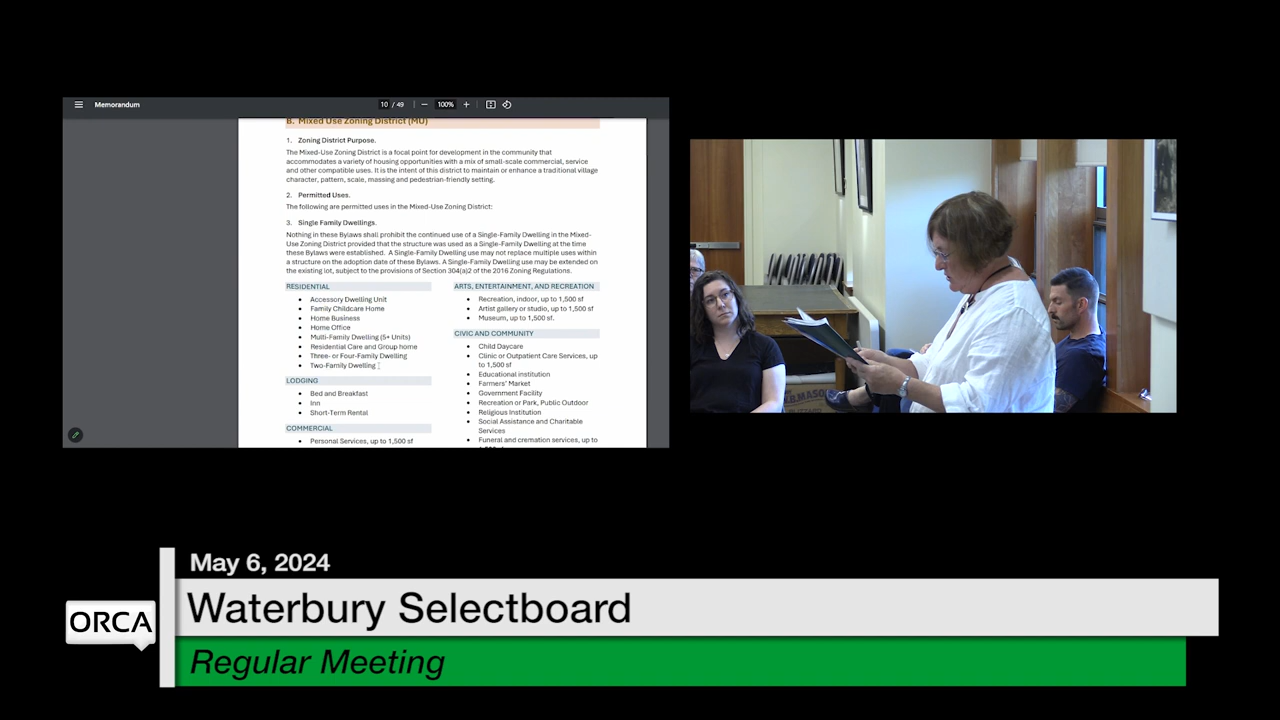 Memorandum
10 / 49
100%
B. Mixed Use Zoning District (MU)
1. Zoning District Purpose.
The Mixed-Use Zoning District is a focal point for development in the community that
accommodates a variety of housing opportunities with a mix of small-scale commercial, service
and other compatible uses. It is the intent of this district to maintain or enhance a traditional village
character, pattern, scale, massing and pedestrian-friendly setting.
2. Permitted Uses.
The following are permitted uses in the Mixed-Use Zoning District:
3. Single Family Dwellings.
Nothing in these Bylaws shall prohibit the continued use of a Single-Family Dwelling in the Mixed-
Use Zoning District provided that the structure was used as a Single-Family Dwelling at the time
these Bylaws were established. A Single-Family Dwelling use may not replace multiple uses within
a structure on the adoption date of these Bylaws. A Single-Family Dwelling use may be extended on
the existing lot, subject to the provisions of Section 304(a)2 of the 2016 Zoning Regulations.
RESIDENTIAL
• Accessory Dwelling Unit
• Family Childcare Home
• Home Business
• Home Office
• Multi-Family Dwelling (5+ Units)
• Residential Care and Group home
• Three- or Four-Family Dwelling
• Two-Family Dwelling
LODGING
• Bed and Breakfast
• Inn
• Short-Term Rental
COMMERCIAL
• Personal Services, up to 1,500 sf
ARTS, ENTERTAINMENT, AND RECREATION
• Recreation, indoor, up to 1,500 sf
• Artist gallery or studio, up to 1,500 sf
• Museum, up to 1,500 sf.
CIVIC AND COMMUNITY
• Child Daycare
• Clinic or Outpatient Care Services, up
to 1,500 sf
• Educational institution
• Farmers' Market
• Government Facility
• Recreation or Park, Public Outdoor
• Religious Institution
• Social Assistance and Charitable
Services
• Funeral and cremation services, up to
May 6, 2024
ORCA
Waterbury Selectboard
Regular Meeting